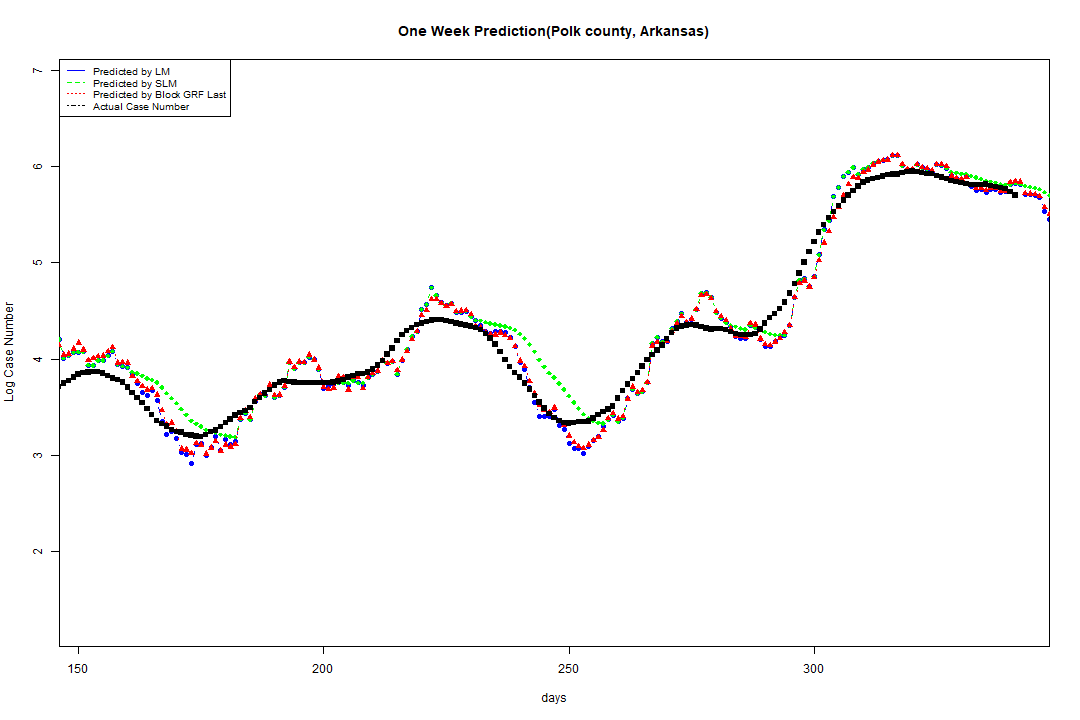 One Week Prediction(Polk county, Arkansas)
Predicted by LM
Predicted by SLM
Predicted by Block GRF Last
Actual Case Number
7
6
5
4
3
2
Log Case Number
150 200 250 300
days